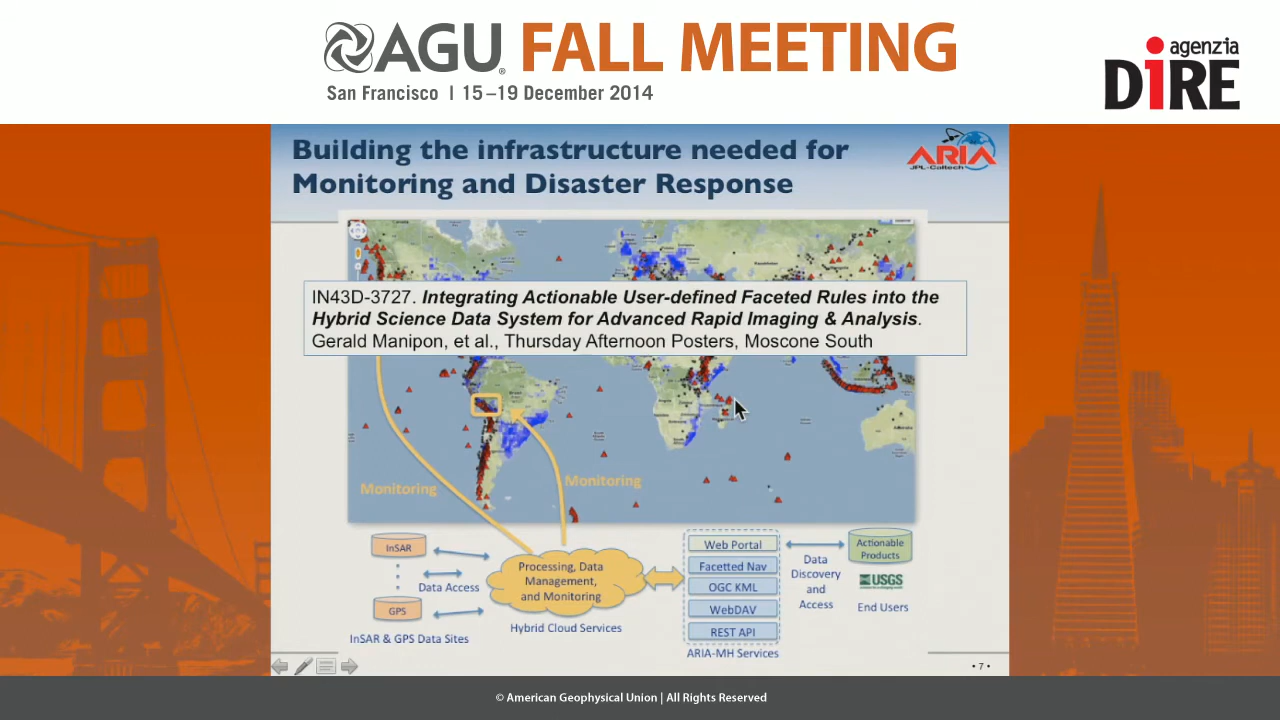 AGU® FALL MEETING
San Francisco | 15–19 December 2014
agenzia
DiRE
Building the infrastructure needed for
Monitoring and Disaster Response
ARIA
JPL-Caltech
IN43D-3727. Integrating Actionable User-defined Faceted Rules into the
Hybrid Science Data System for Advanced Rapid Imaging & Analysis.
Gerald Manipon, et al., Thursday Afternoon Posters, Moscone South
Monitoring
Monitoring
InSAR
GPS
Data Access
InSAR & GPS Data Sites
Processing, Data
Management,
and Monitoring
Hybrid Cloud Services
Web Portal
Facetted Nav
OGC KML
WebDAV
REST API
ARIA-MH Services
Data
Discovery
and
Access
Actionable
Products
USGS
End Users
• 7 •
© American Geophysical Union | All Rights Reserved